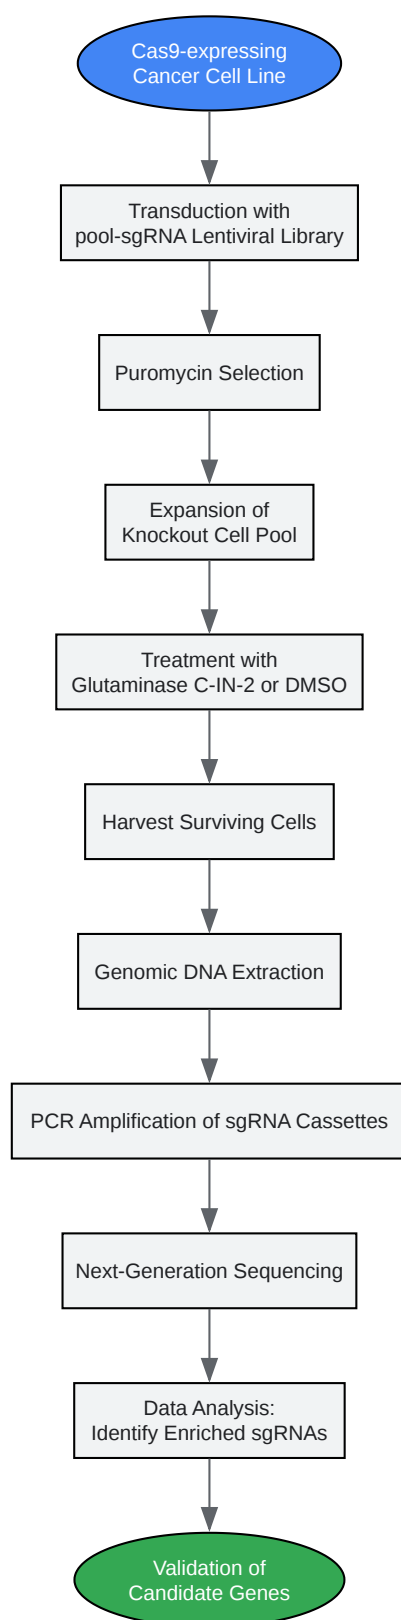 Cas9-expressing
Cancer Cell Line
Transduction with
pool-sgRNA Lentiviral Library
Puromycin Selection
Expansion of
Knockout Cell Pool
Treatment with
Glutaminase C-IN-2 or DMSO
Harvest Surviving Cells
Genomic DNA Extraction
PCR Amplification of sgRNA Cassettes
Next-Generation Sequencing
Data Analysis:
Identify Enriched sgRNAs
Validation of
Candidate Genes